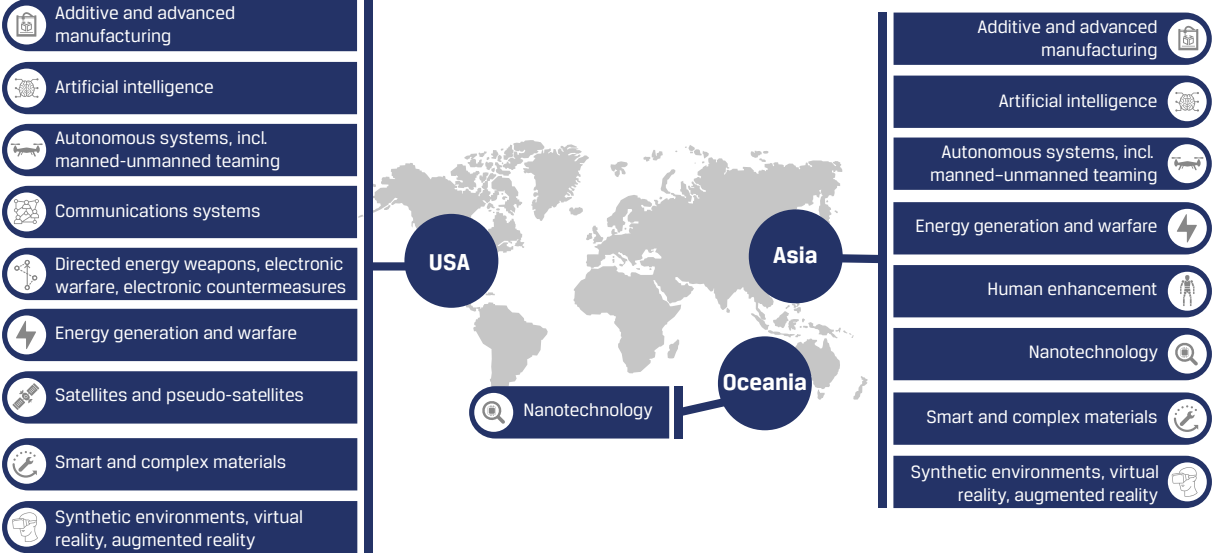 Additive and advanced
manufacturing
Artificial intelligence
Autonomous systems, incl.
manned-unmanned teaming
Communications systems
Directed energy weapons, electronic
warfare, electronic countermeasures
Energy generation and warfare
Satellites and pseudo-satellites
Smart and complex materials
Synthetic environments, virtual
reality, augmented reality
USA
Asia
Oceania
Nanotechnology
Additive and advanced
manufacturing
Artificial intelligence
Autonomous systems, incl.
manned–unmanned teaming
Energy generation and warfare
Human enhancement
Nanotechnology
Smart and complex materials
Synthetic environments, virtual
reality, augmented reality